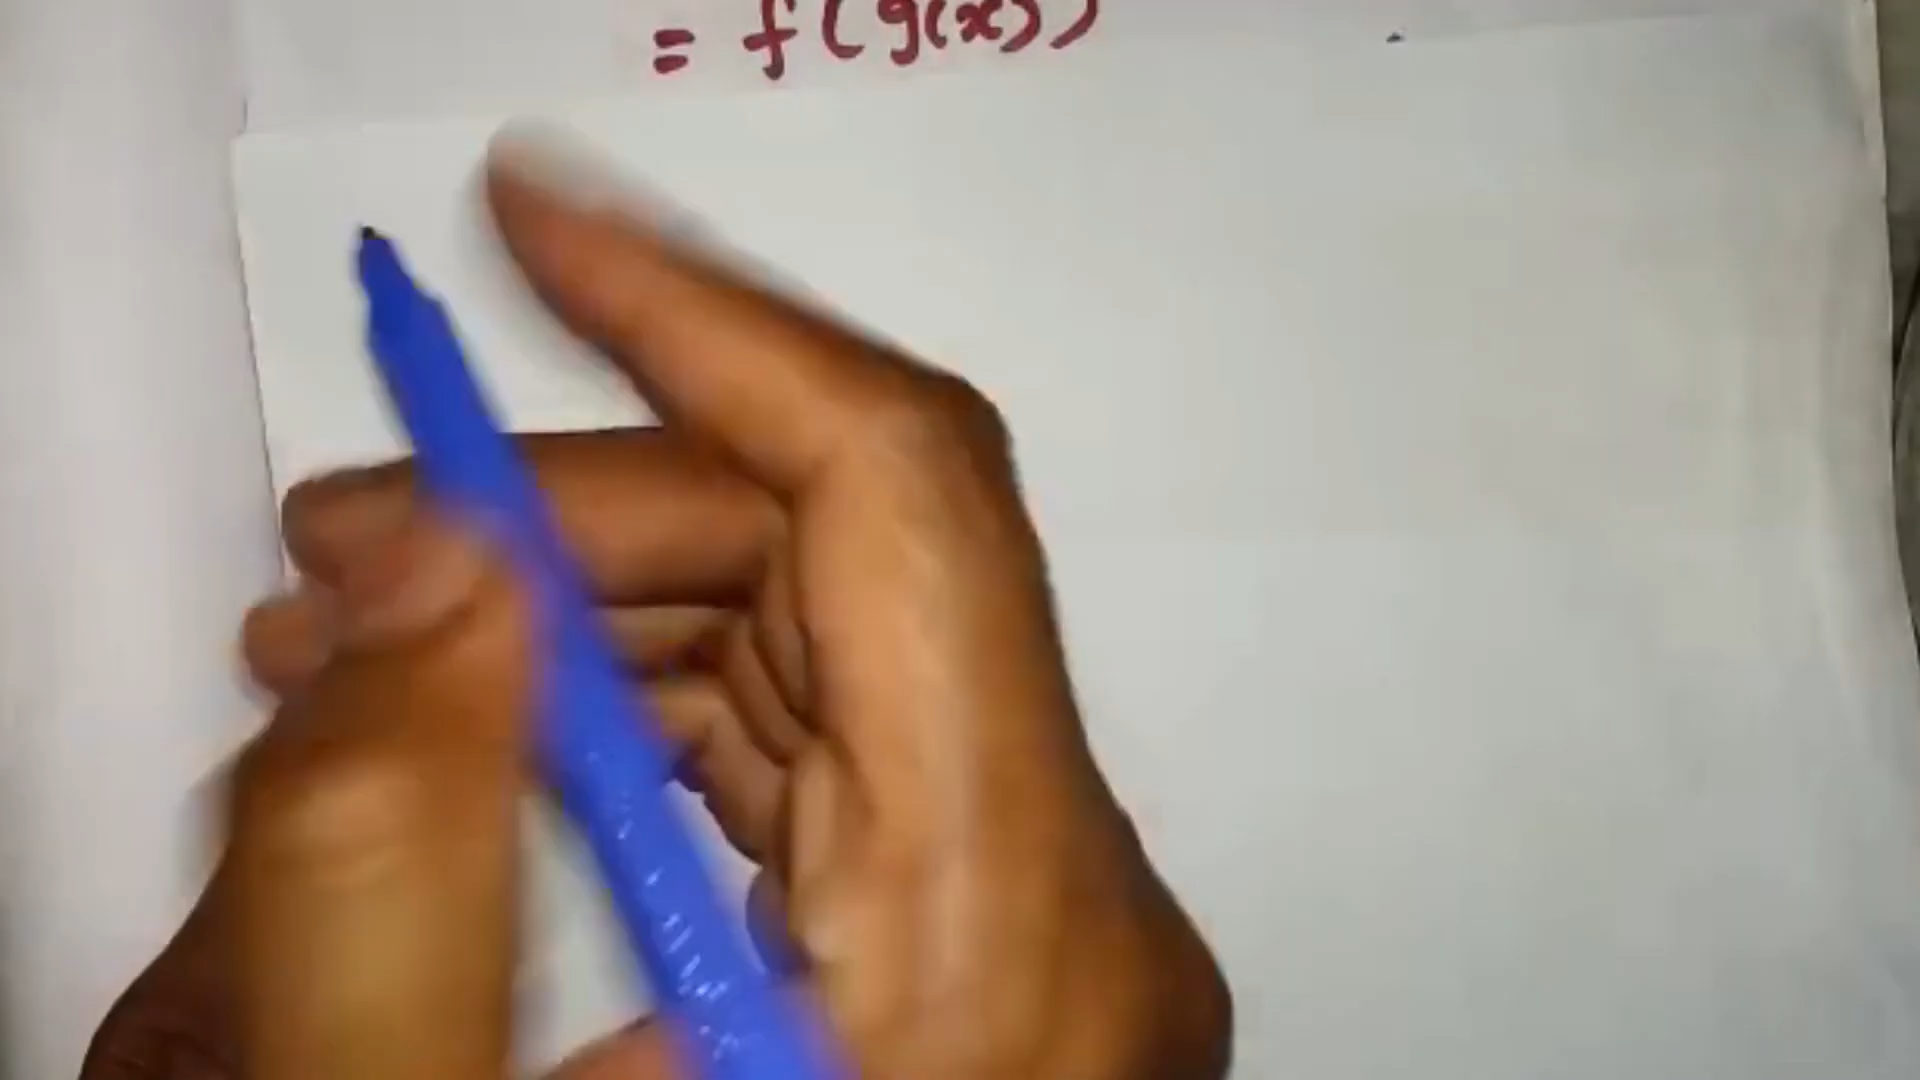 = f(g(x))